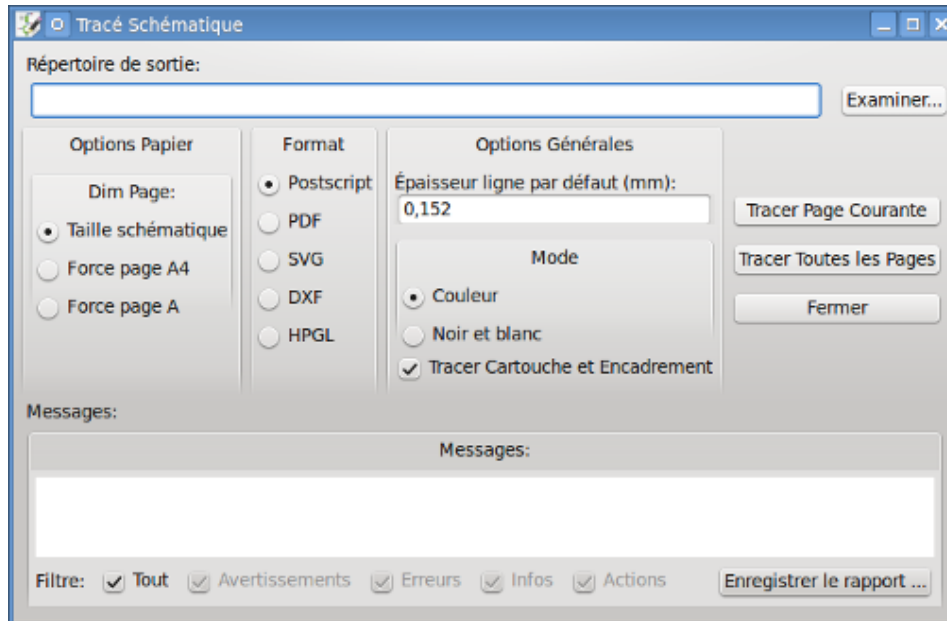 Tracé Schématique
Répertoire de sortie:
Examiner...
Options Papier
Dim Page:
Taille schématique
Force page A4
Force page A
Format
Postscript
PDF
SVG
DXF
HPGL
Options Générales
Épaisseur ligne par défaut (mm):
0,152
Mode
Couleur
Noir et blanc
Tracer Cartouche et Encadrement
Tracer Page Courante
Tracer Toutes les Pages
Fermer
Messages:
Messages:
Filtre: Tout Avertissements Erreurs Infos Actions Enregistrer le rapport ...